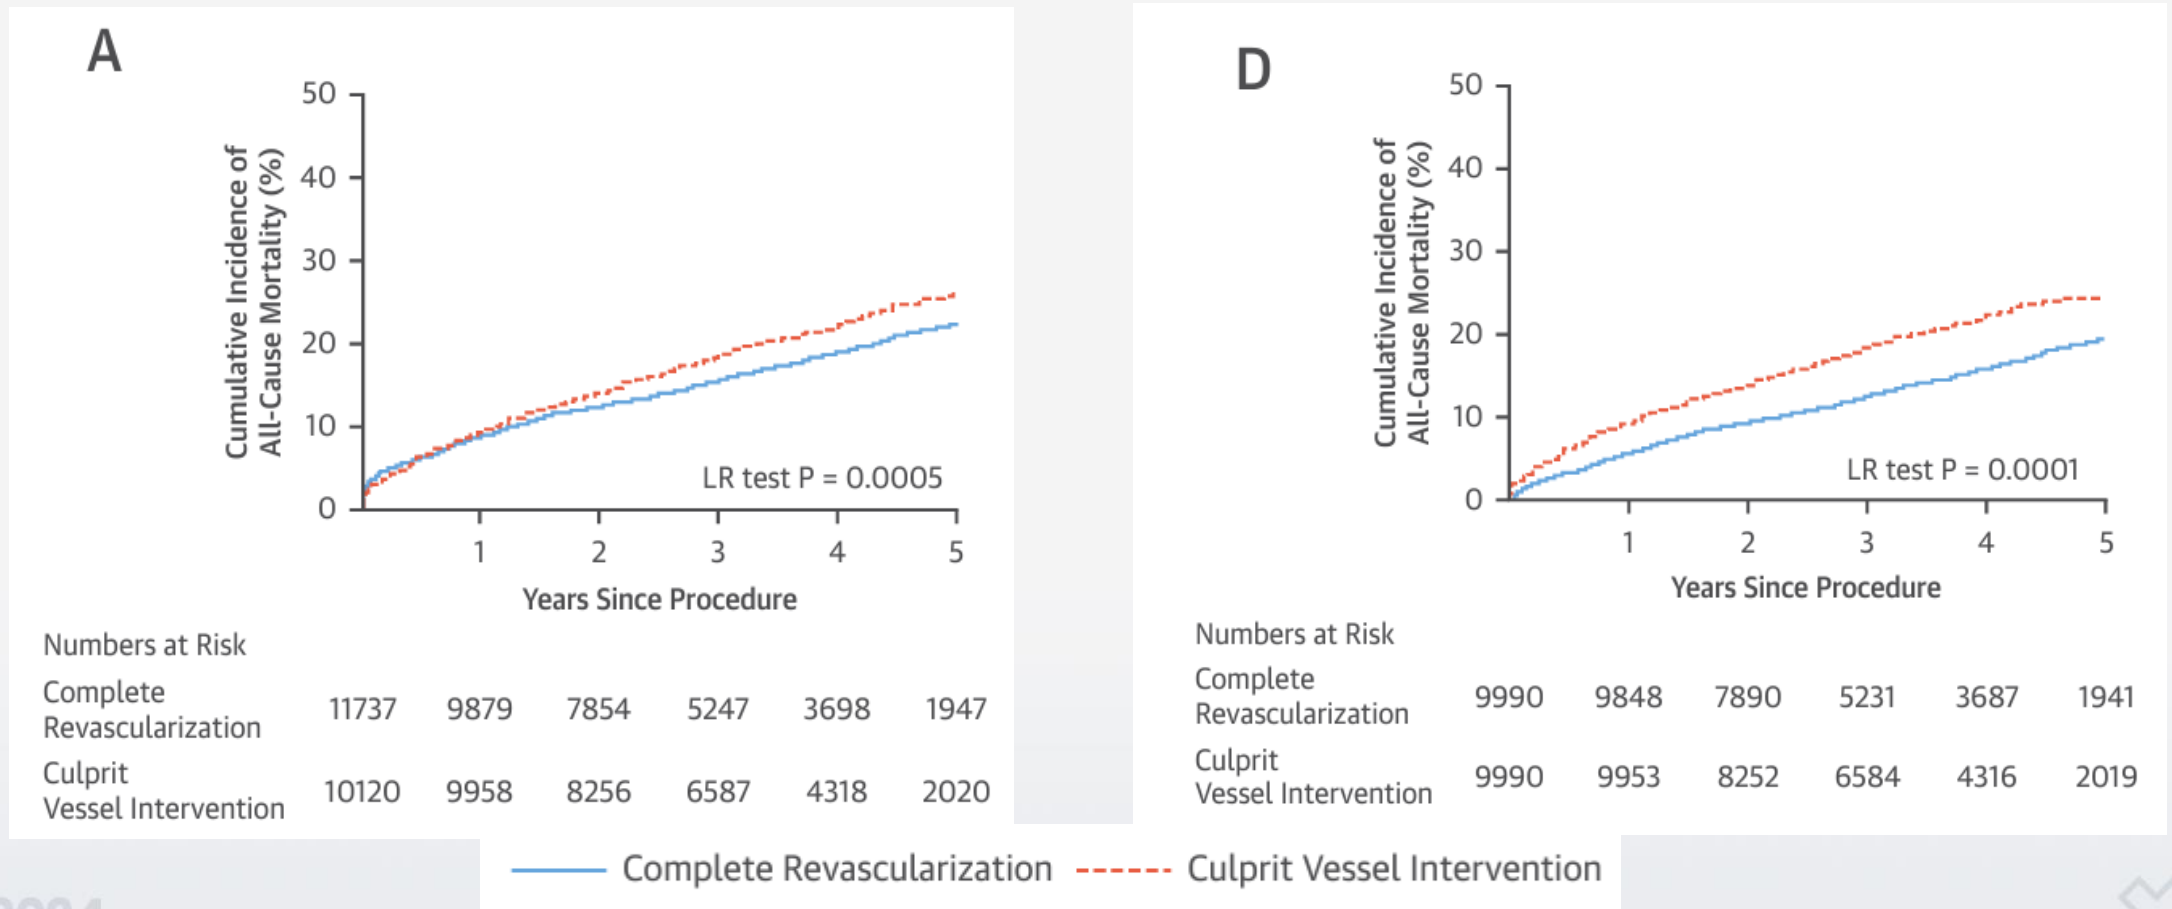 A
50
40
30
20
10
0
Cumulative Incidence of
All-Cause Mortality (%)
LR test P = 0.0005
1 2 3 4 5
Years Since Procedure
Numbers at Risk
Complete
Revascularization
11737 9879 7854 5247 3698 1947
Culprit
Vessel Intervention
10120 9958 8256 6587 4318 2020
D
50
40
30
20
10
0
Cumulative Incidence of
All-Cause Mortality (%)
LR test P = 0.0001
1 2 3 4 5
Years Since Procedure
Numbers at Risk
Complete
Revascularization
9990 9848 7890 5231 3687 1941
Culprit
Vessel Intervention
9990 9953 8252 6584 4316 2019
Complete Revascularization Culprit Vessel Intervention